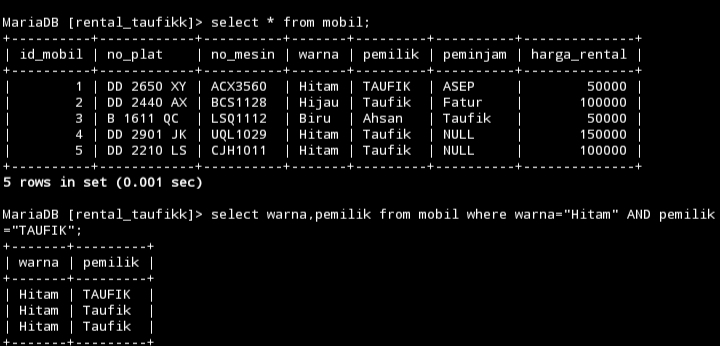 MariaDB [rental_taufikk]> select * from mobil;
+----------+------------+----------+-------+---------+----------+--------------+
| id_mobil | no_plat    | no_mesin | warna | pemilik | peminjam | harga_rental |
+----------+------------+----------+-------+---------+----------+--------------+
|        1 | DD 2650 XY | ACX3560  | Hitam | TAUFIK  | ASEP     |        50000 |
|        2 | DD 2440 AX | BCS1128  | Hijau | Taufik  | Fatur    |       100000 |
|        3 | B 1611 QC  | LSQ1112  | Biru  | Ahsan   | Taufik   |        50000 |
|        4 | DD 2901 JK | UQL1029  | Hitam | Taufik  | NULL     |       150000 |
|        5 | DD 2210 LS | CJH1011  | Hitam | Taufik  | NULL     |       100000 |
+----------+------------+----------+-------+---------+----------+--------------+
5 rows in set (0.001 sec)
MariaDB [rental_taufikk]> select warna,pemilik from mobil where warna="Hitam" AND pemilik
="TAUFIK";
+-------+---------+
| warna | pemilik |
+-------+---------+
| Hitam | TAUFIK  |
| Hitam | Taufik  |
| Hitam | Taufik  |
+-------+---------+